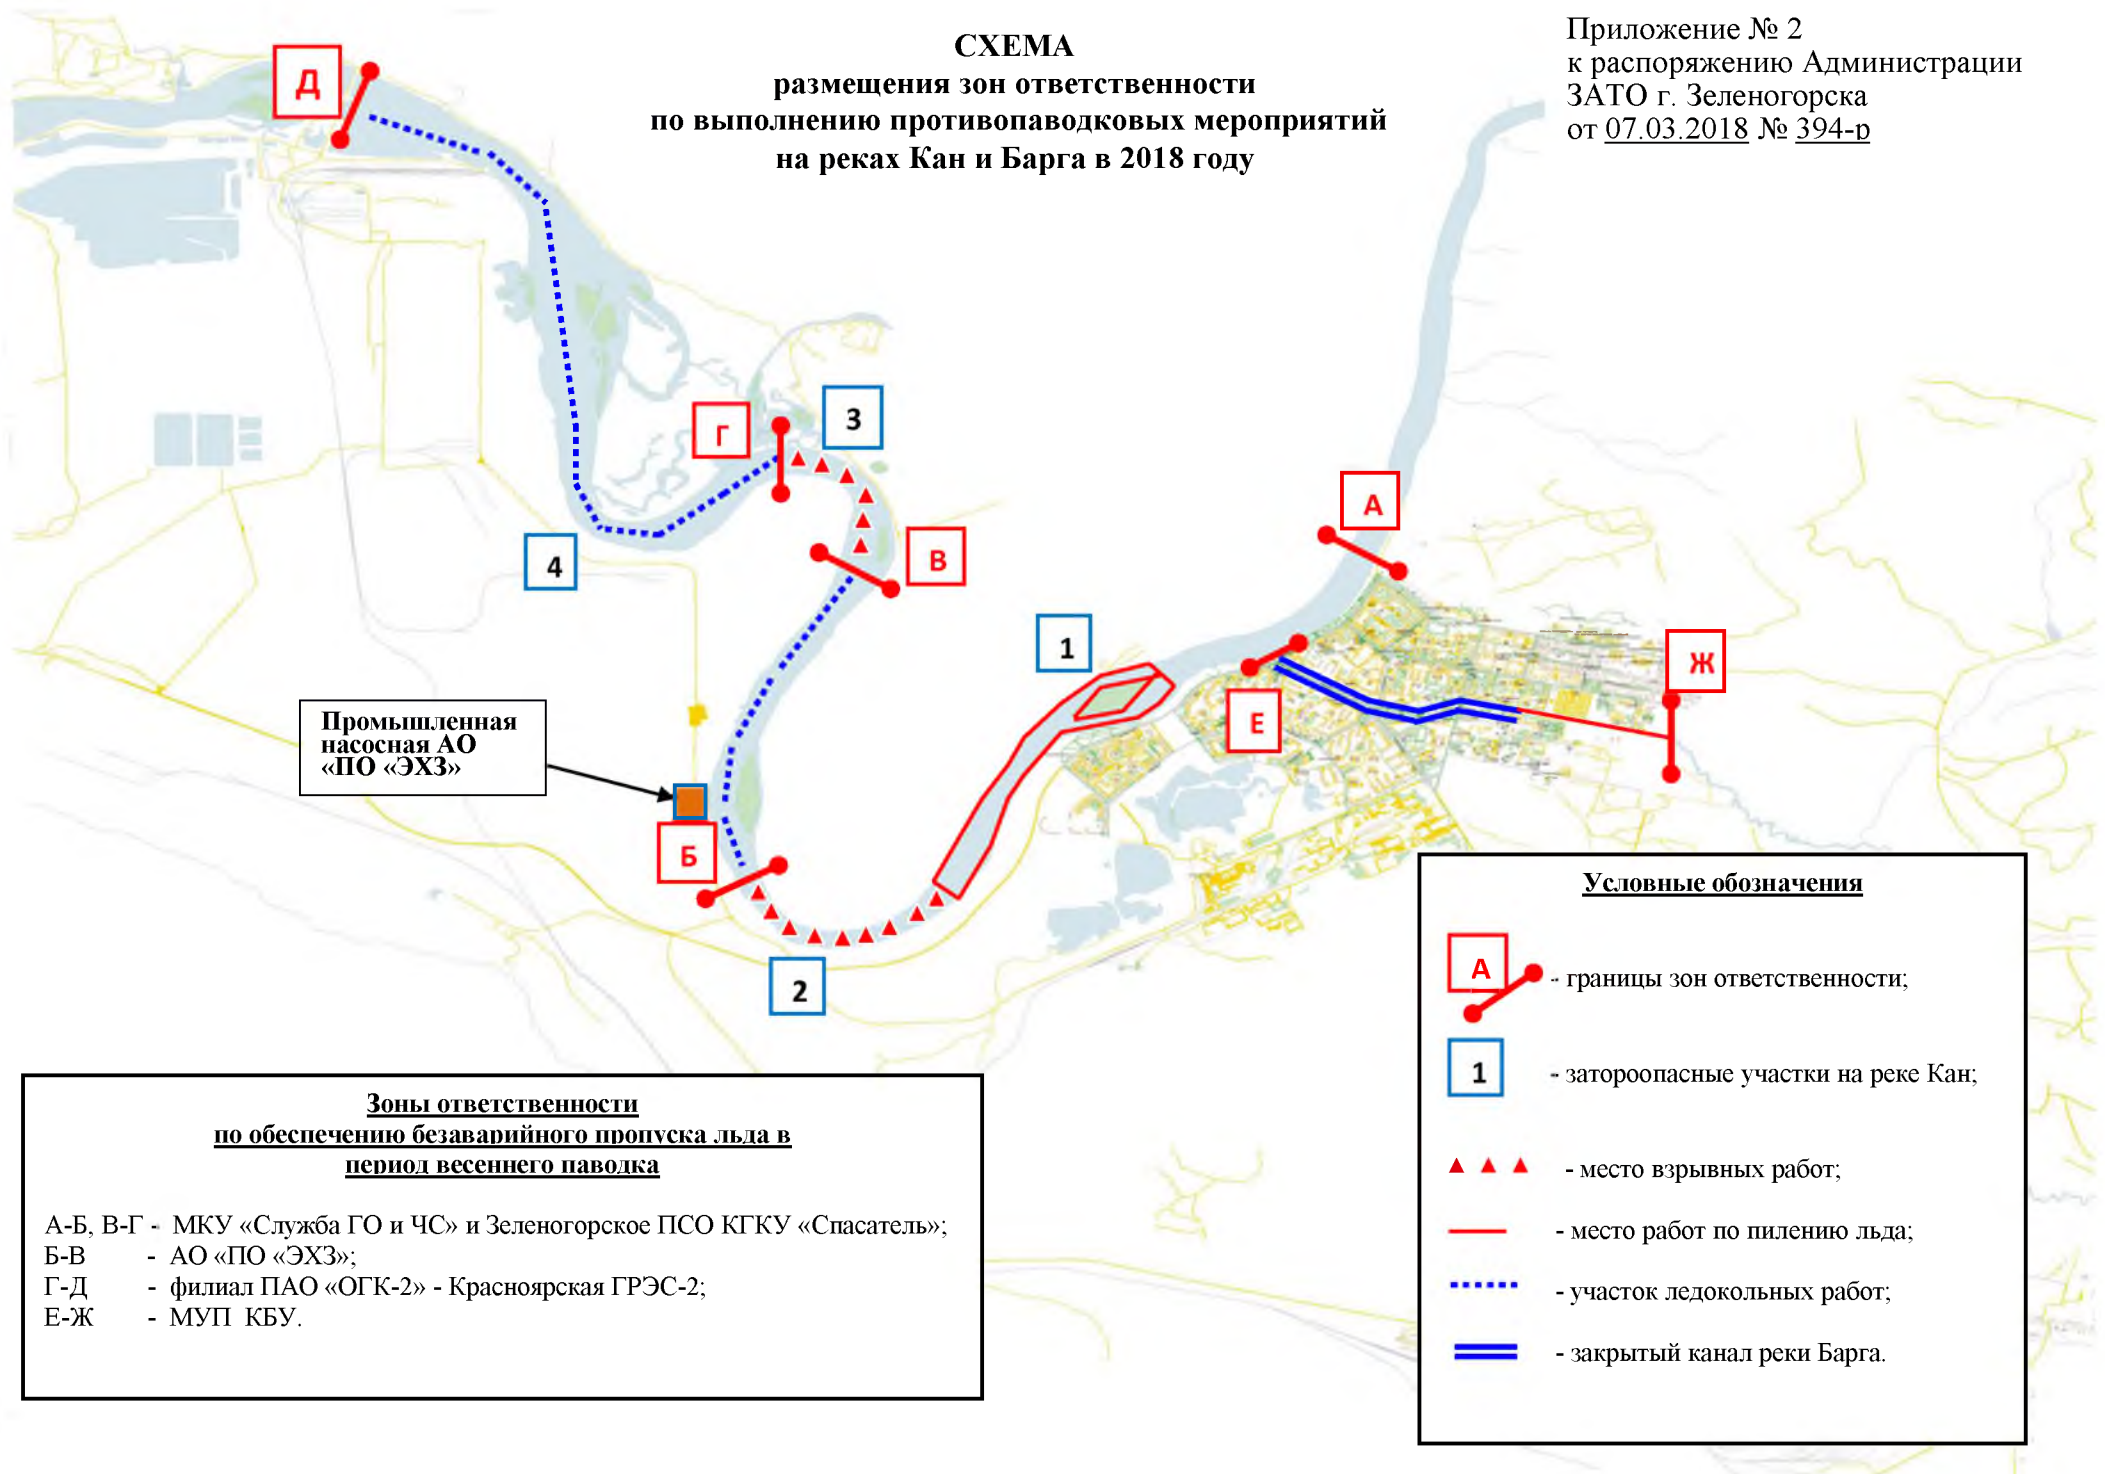 СХЕМА
размещения зон ответственности
по выполнению противопаводковых мероприятий
на реках Кан и Барга в 2018 году
Приложение № 2
к распоряжению Администрации
ЗАТО г. Зеленогорска
от 07.03.2018 № 394-р
Д
Г
3
А
4
В
1
Ж
Е
Промышленная
насосная АО
«ПО «ЭХЗ»
Б
2
Зоны ответственности
по обеспечению безаварийного пропуска льда в
период весеннего паводка
А-Б, В-Г - МКУ «Служба ГО и ЧС» и Зеленогорское ПСО КГКУ «Спасатель»;
Б-В - АО «ПО «ЭХЗ»;
Г-Д - филиал ПАО «ОГК-2» - Красноярская ГРЭС-2;
Е-Ж - МУП КБУ.
Условные обозначения
А - границы зон ответственности;
1 - затороопасные участки на реке Кан;
- место взрывных работ;
- место работ по пилению льда;
- участок ледокольных работ;
- закрытый канал реки Барга.